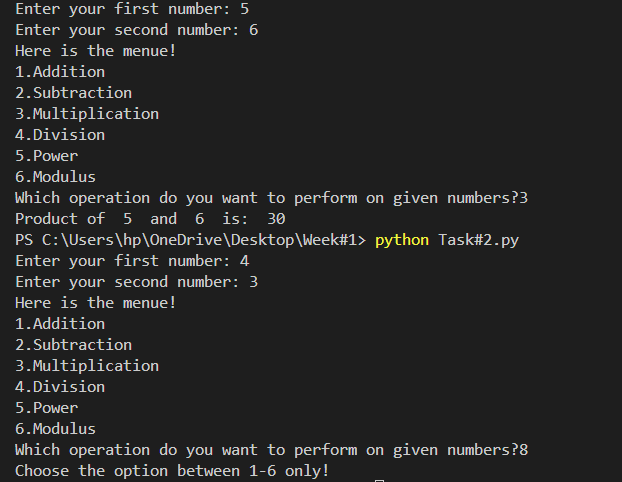 Enter your first number: 5
Enter your second number: 6
Here is the menue!
1.Addition
2.Subtraction
3.Multiplication
4.Division
5.Power
6.Modulus
Which operation do you want to perform on given numbers?3
Product of  5  and  6  is:  30
PS C:\Users\hp\OneDrive\Desktop\Week#1> python Task#2.py
Enter your first number: 4
Enter your second number: 3
Here is the menue!
1.Addition
2.Subtraction
3.Multiplication
4.Division
5.Power
6.Modulus
Which operation do you want to perform on given numbers?8
Choose the option between 1-6 only!